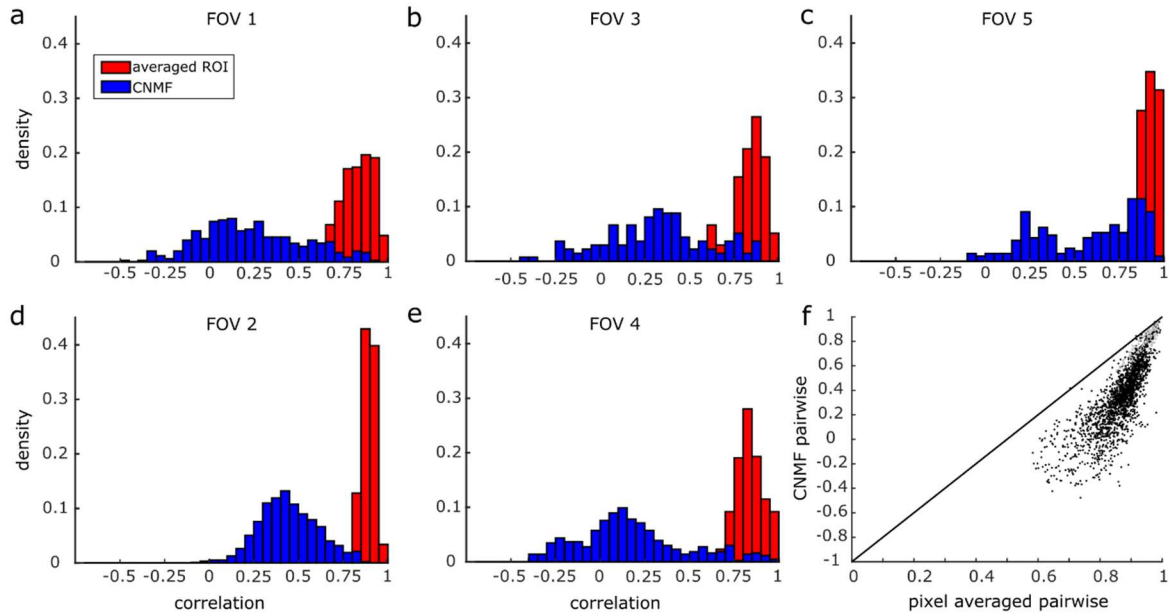 a
FOV 1
0.4
0.3
0.2
0.1
0
density
averaged ROI
CNMF
-0.5 -0.25 0 0.25 0.5 0.75 1
b
FOV 3
0.4
0.3
0.2
0.1
0
-0.5 -0.25 0 0.25 0.5 0.75 1
c
FOV 5
0.4
0.3
0.2
0.1
0
-0.5 -0.25 0 0.25 0.5 0.75 1
d
FOV 2
0.4
0.3
0.2
0.1
0
density
-0.5 -0.25 0 0.25 0.5 0.75 1
correlation
e
FOV 4
0.4
0.3
0.2
0.1
0
-0.5 -0.25 0 0.25 0.5 0.75 1
correlation
f
1
0.8
0.6
0.4
0.2
0
-0.2
-0.4
-0.6
-0.8
-1
CNMF pairwise
0 0.2 0.4 0.6 0.8 1
pixel averaged pairwise